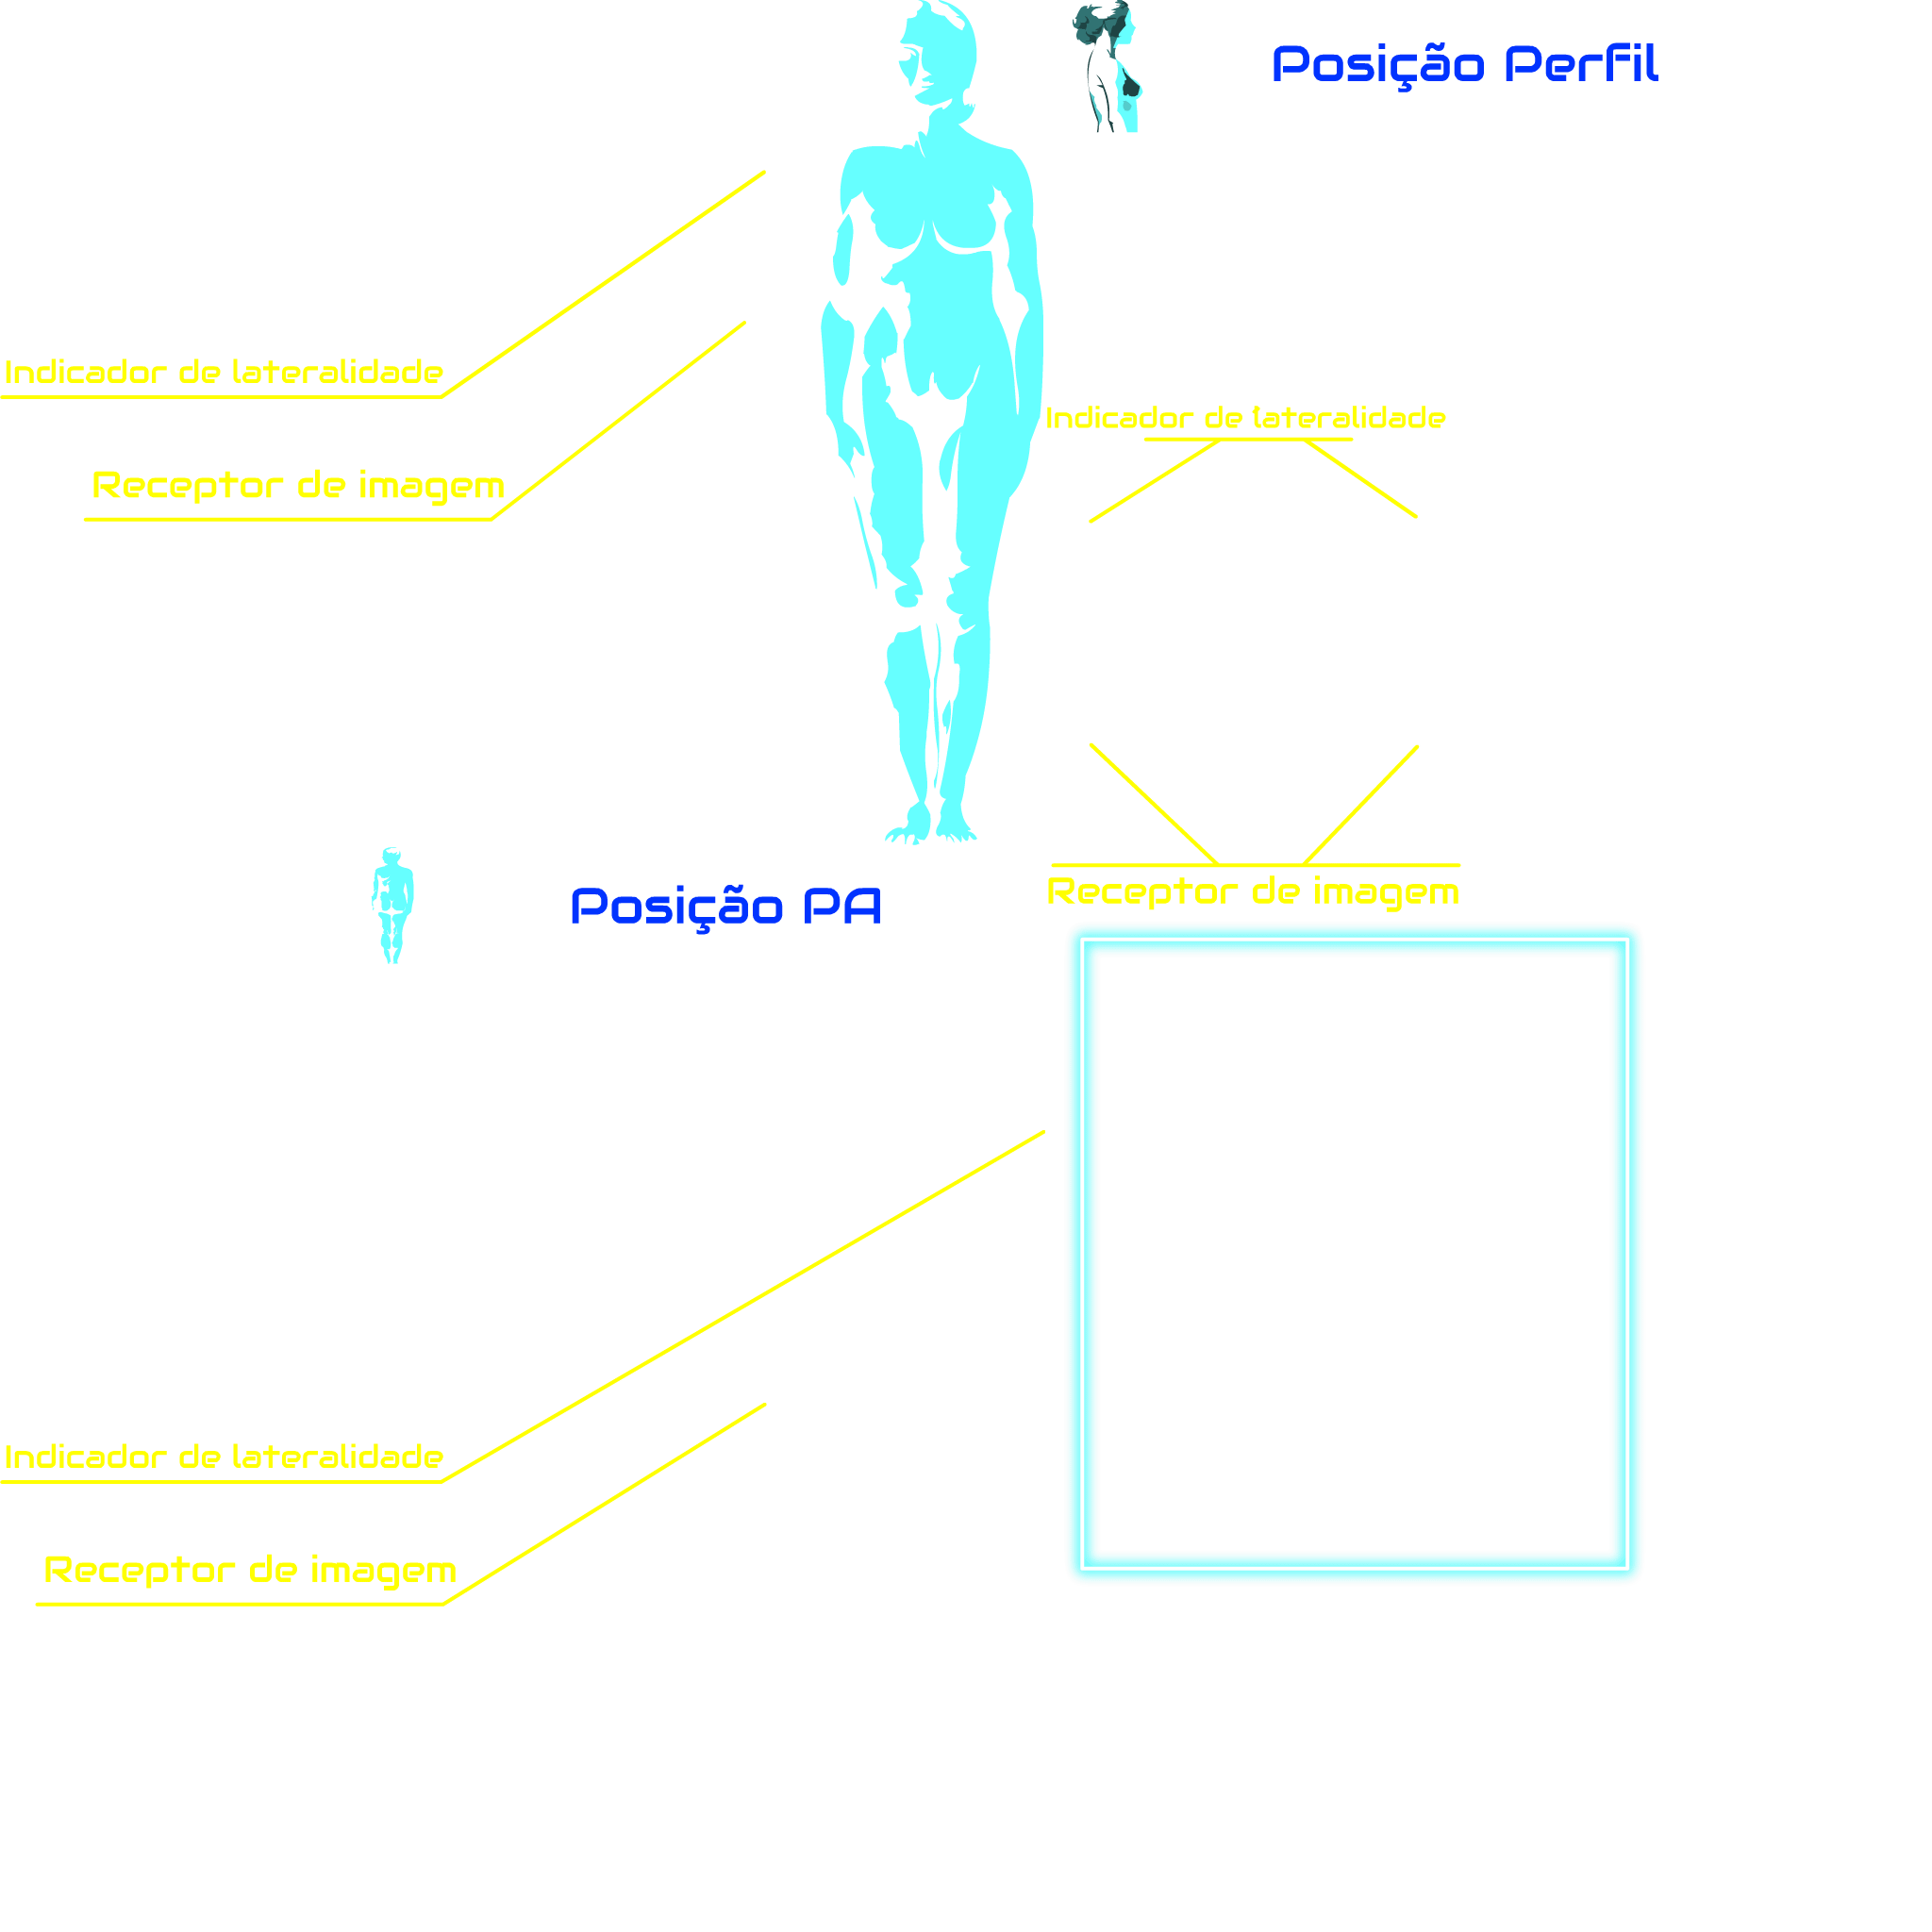 Posição Perfil
Indicador de lateralidade
Indicador de lateralidade
Receptor de imagem
Posição PA
Receptor de imagem
Indicador de lateralidade
Receptor de imagem